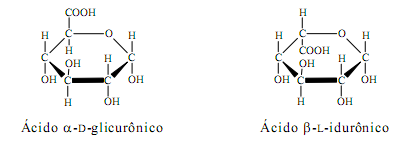 COOH
H C O H
H
C H C
OH
OH C C OH
H OH
Ácido α-D-glicurônico
H
H C O H
COOH
C H C
OH
OH C C OH
H OH
Ácido β-L-idurônico